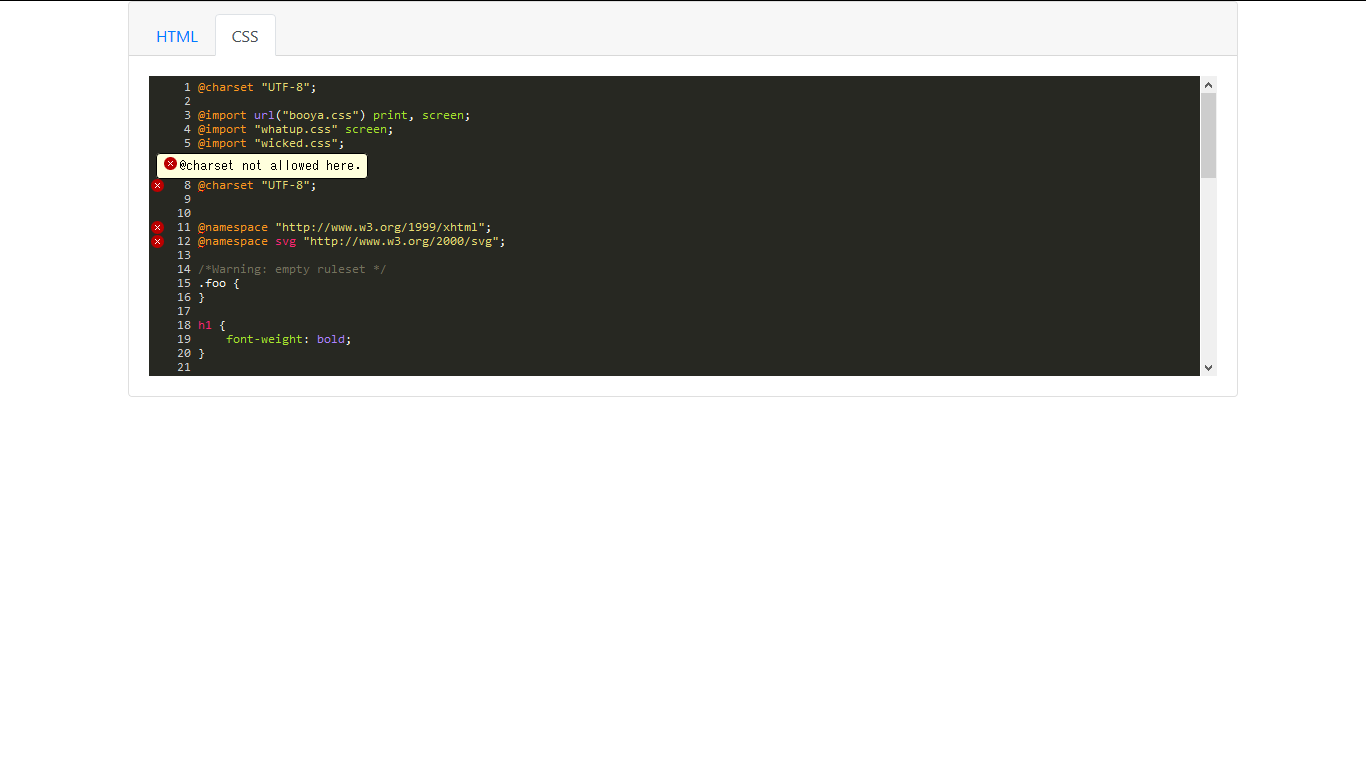 HTML CSS
1 @charset "UTF-8";
2
3 @import url("booya.css") print, screen;
4 @import "whatup.css" screen;
5 @import "wicked.css";
@charset not allowed here.
8 @charset "UTF-8";
9
10
11 @namespace "http://www.w3.org/1999/xhtml";
12 @namespace svg "http://www.w3.org/2000/svg";
13
14 /*Warning: empty ruleset */
15 .foo {
16 }
17
18 h1 {
19 font-weight: bold;
20 }
21